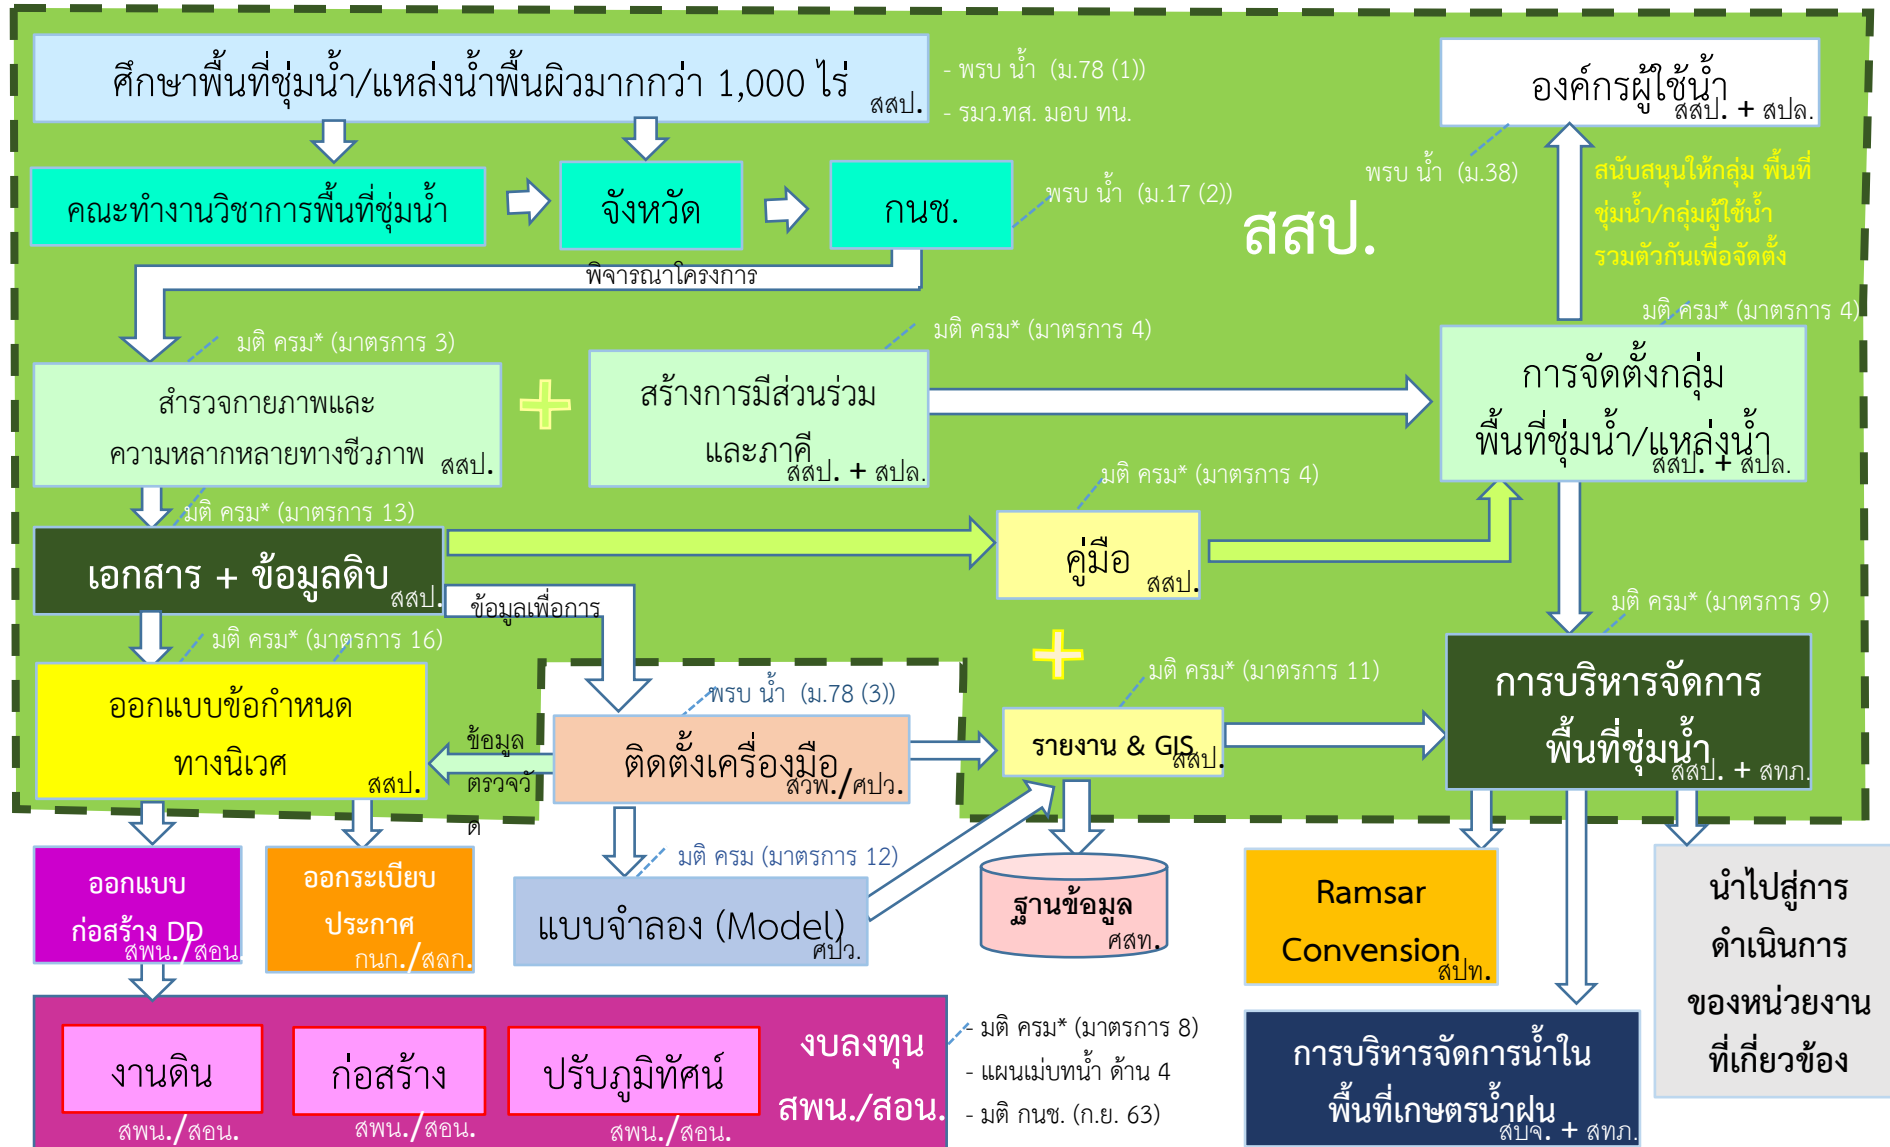 ศึกษาพื้นที่ชุ่มน้ำ/แหล่งน้ำพื้นผิวมากกว่า 1,000 ไร่
สสป.
- พรบ น้ำ (ม.78 (1))
- รมว.ทส. มอบ ทน.
องค์กรผู้ใช้น้ำ
สสป. + สปล.
พรบ น้ำ (ม.38)
สนับสนุนให้กลุ่ม พื้นที่
ชุ่มน้ำ/กลุ่มผู้ใช้น้ำ
รวมตัวกันเพื่อจัดตั้ง
คณะทำงานวิชาการพื้นที่ชุ่มน้ำ
จังหวัด
กนช.
พรบ น้ำ (ม.17 (2))
สสป.
พิจารณาโครงการ
มติ ครม* (มาตรการ 3)
มติ ครม* (มาตรการ 4)
มติ ครม* (มาตรการ 4)
สำรวจกายภาพและ
ความหลากหลายทางชีวภาพ
สสป.
สร้างการมีส่วนร่วม
และภาคี
สสป. + สปล.
การจัดตั้งกลุ่ม
พื้นที่ชุ่มน้ำ/แหล่งน้ำ
สสป. + สปล.
มติ ครม* (มาตรการ 13)
มติ ครม* (มาตรการ 4)
เอกสาร + ข้อมูลดิบ
สสป.
คู่มือ
สสป.
ข้อมูลเพื่อการ
มติ ครม* (มาตรการ 16)
มติ ครม* (มาตรการ 9)
มติ ครม* (มาตรการ 11)
ออกแบบข้อกำหนด
ทางนิเวศ
สสป.
พรบ น้ำ (ม.78 (3))
ข้อมูล
ตรวจวั
ด
ติดตั้งเครื่องมือ
สวพ./ศปว.
รายงาน & GIS
สสป.
การบริหารจัดการ
พื้นที่ชุ่มน้ำ
สสป. + สทภ.
มติ ครม (มาตรการ 12)
ออกแบบ
ก่อสร้าง DD
สพน./สอน.
ออกระเบียบ
ประกาศ
กนก./สลก.
แบบจำลอง (Model)
ศปว.
ฐานข้อมูล
ศสท.
Ramsar
Convension
สปท.
นำไปสู่การ
ดำเนินการ
ของหน่วยงาน
ที่เกี่ยวข้อง
งานดิน
สพน./สอน.
ก่อสร้าง
สพน./สอน.
ปรับภูมิทัศน์
สพน./สอน.
งบลงทุน
สพน./สอน.
- มติ ครม* (มาตรการ 8)
- แผนเม่บทน้ำ ด้าน 4
- มติ กนช. (ก.ย. 63)
การบริหารจัดการน้ำใน
พื้นที่เกษตรน้ำฝน
สบจ. + สทภ.